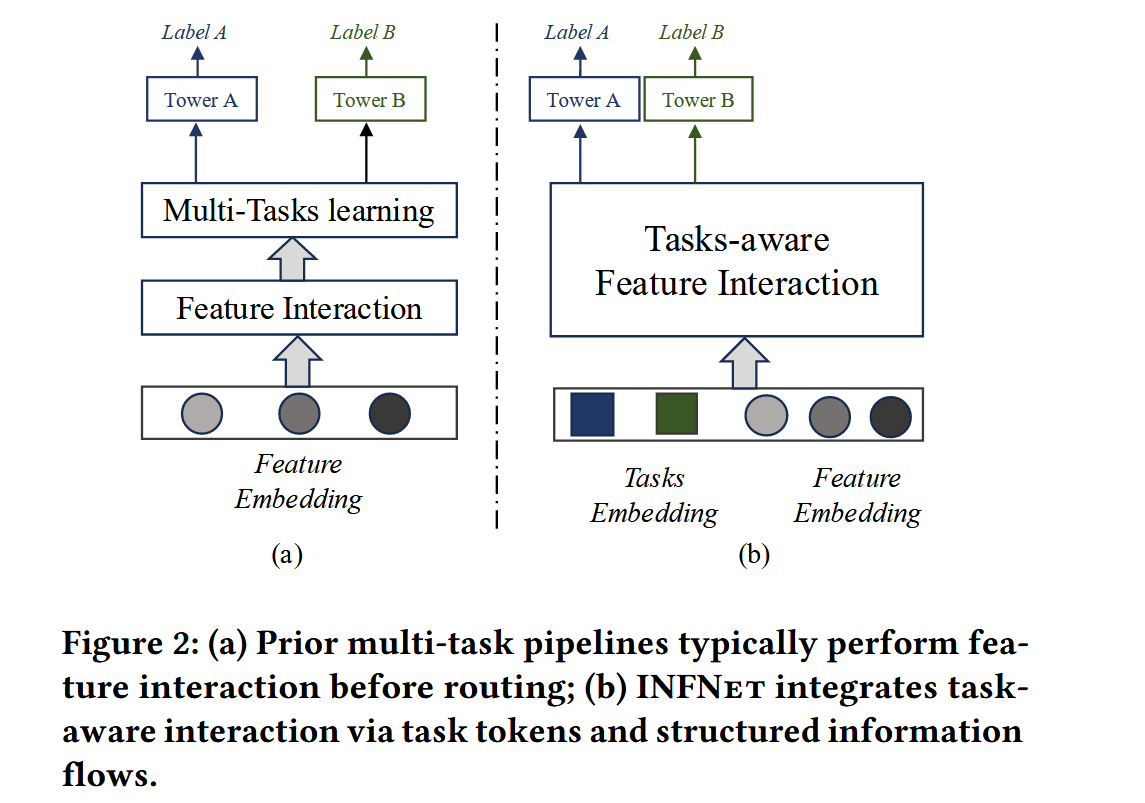 Label A
Label B
Tower A
Tower B
Multi-Tasks learning
Feature Interaction
Feature
Embedding
(a)
Label A
Label B
Tower A
Tower B
Tasks-aware
Feature Interaction
Tasks
Embedding
Feature
Embedding
(b)
Figure 2: (a) Prior multi-task pipelines typically perform fea-
ture interaction before routing; (b) INFNET integrates task-
aware interaction via task tokens and structured information
flows.